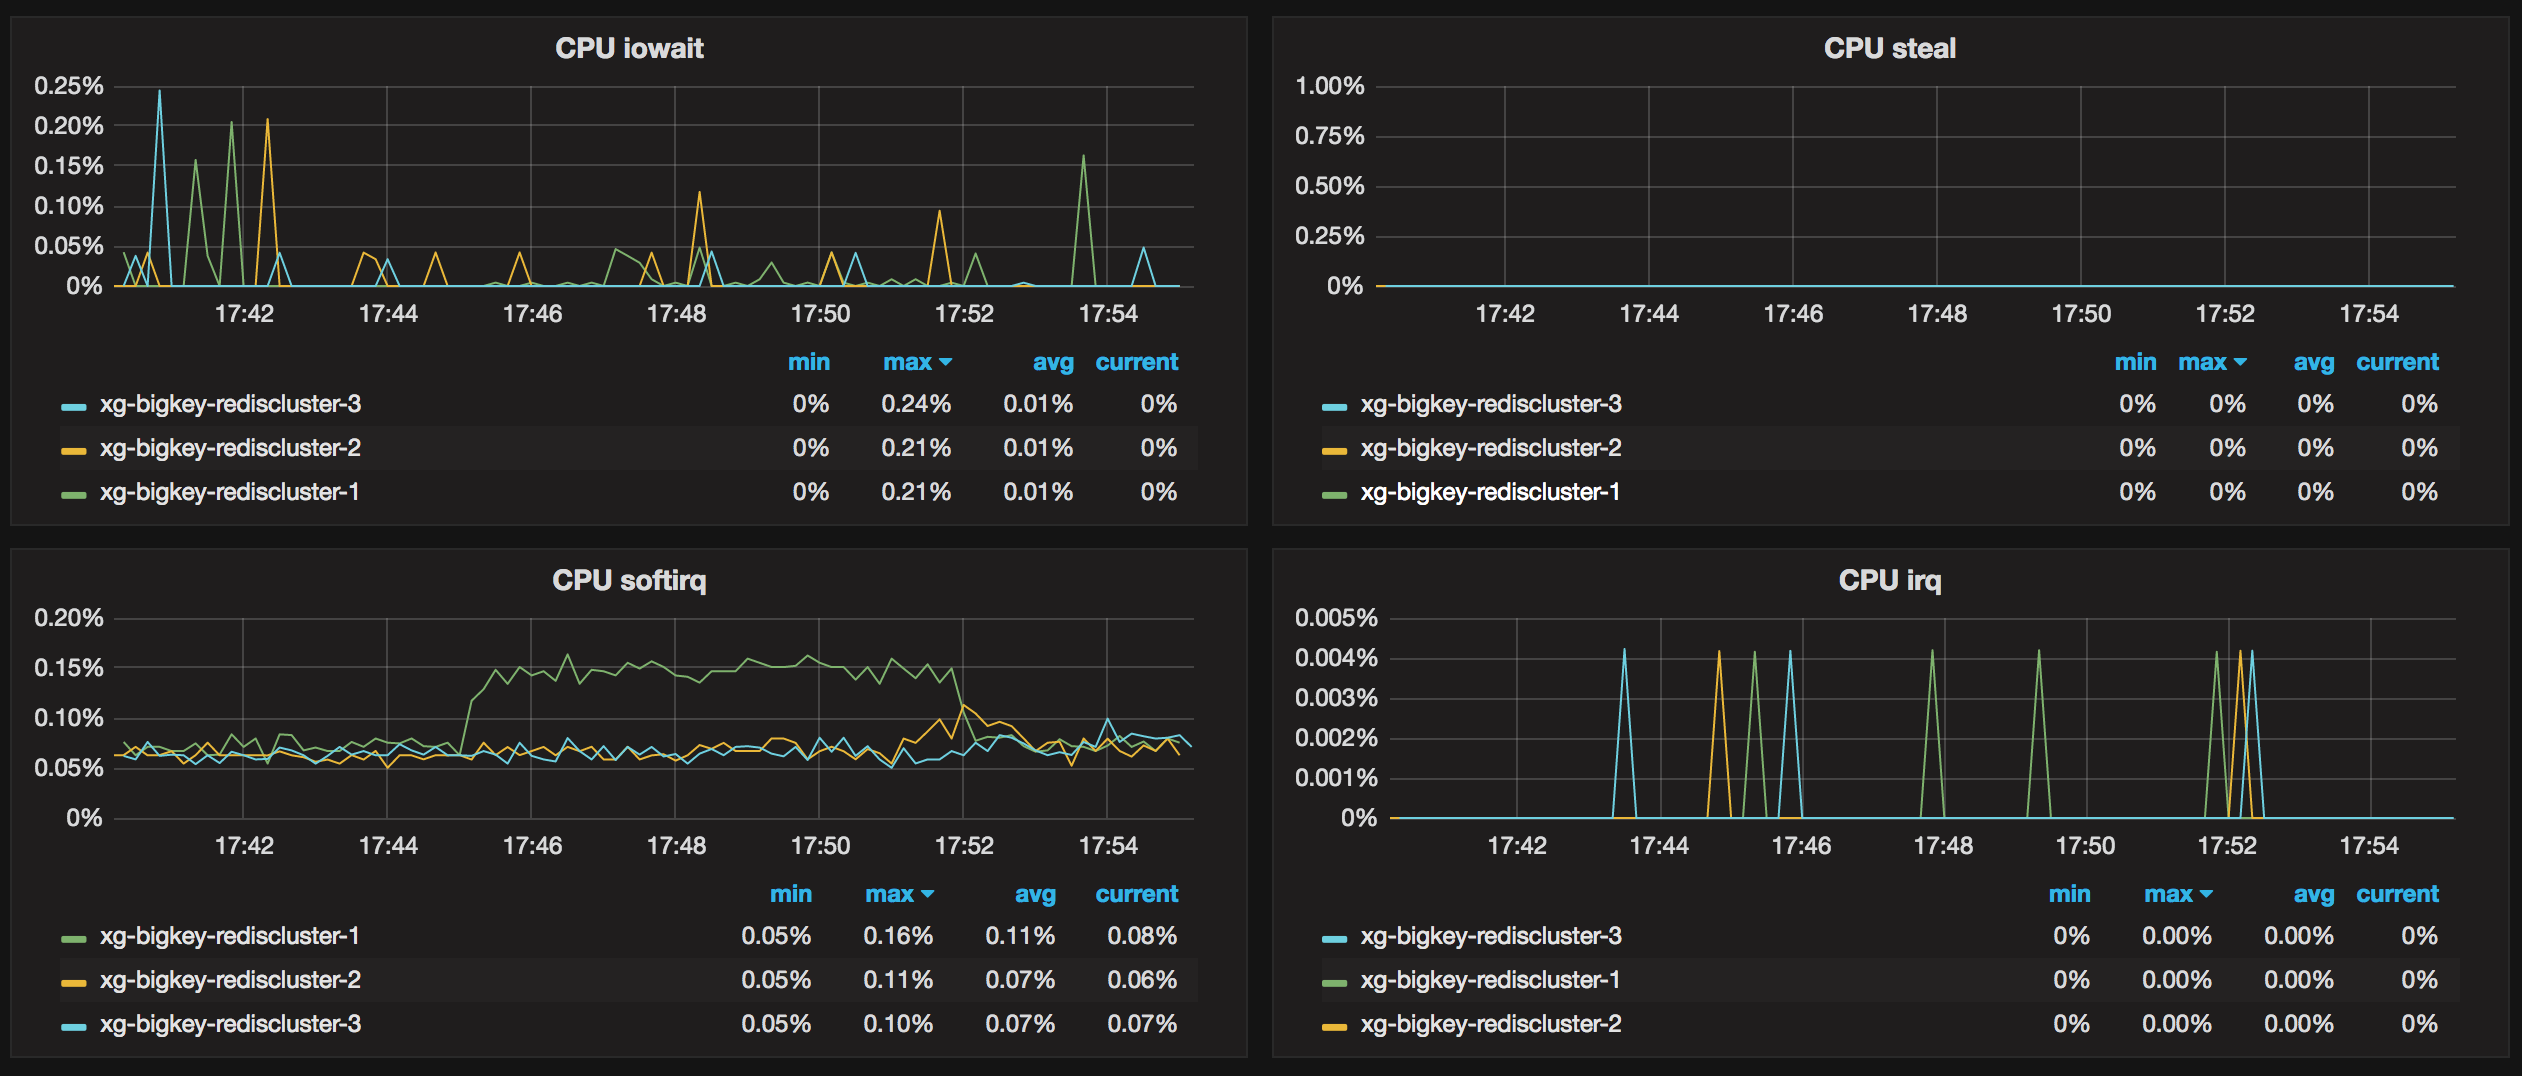 CPU iowait
0.25%
0.20%
0.15%
0.10%
0.05%
0%
17:42 17:44 17:46 17:48 17:50 17:52 17:54
min max avg current
xg-bigkey-rediscluster-3 0% 0.24% 0.01% 0%
xg-bigkey-rediscluster-2 0% 0.21% 0.01% 0%
xg-bigkey-rediscluster-1 0% 0.21% 0.01% 0%
CPU steal
1.00%
0.75%
0.50%
0.25%
0%
17:42 17:44 17:46 17:48 17:50 17:52 17:54
min max avg current
xg-bigkey-rediscluster-3 0% 0% 0% 0%
xg-bigkey-rediscluster-2 0% 0% 0% 0%
xg-bigkey-rediscluster-1 0% 0% 0% 0%
CPU softirq
0.20%
0.15%
0.10%
0.05%
0%
17:42 17:44 17:46 17:48 17:50 17:52 17:54
min max avg current
xg-bigkey-rediscluster-1 0.05% 0.16% 0.11% 0.08%
xg-bigkey-rediscluster-2 0.05% 0.11% 0.07% 0.06%
xg-bigkey-rediscluster-3 0.05% 0.10% 0.07% 0.07%
CPU irq
0.005%
0.004%
0.003%
0.002%
0.001%
0%
17:42 17:44 17:46 17:48 17:50 17:52 17:54
min max avg current
xg-bigkey-rediscluster-3 0% 0.00% 0.00% 0%
xg-bigkey-rediscluster-1 0% 0.00% 0.00% 0%
xg-bigkey-rediscluster-2 0% 0.00% 0.00% 0%